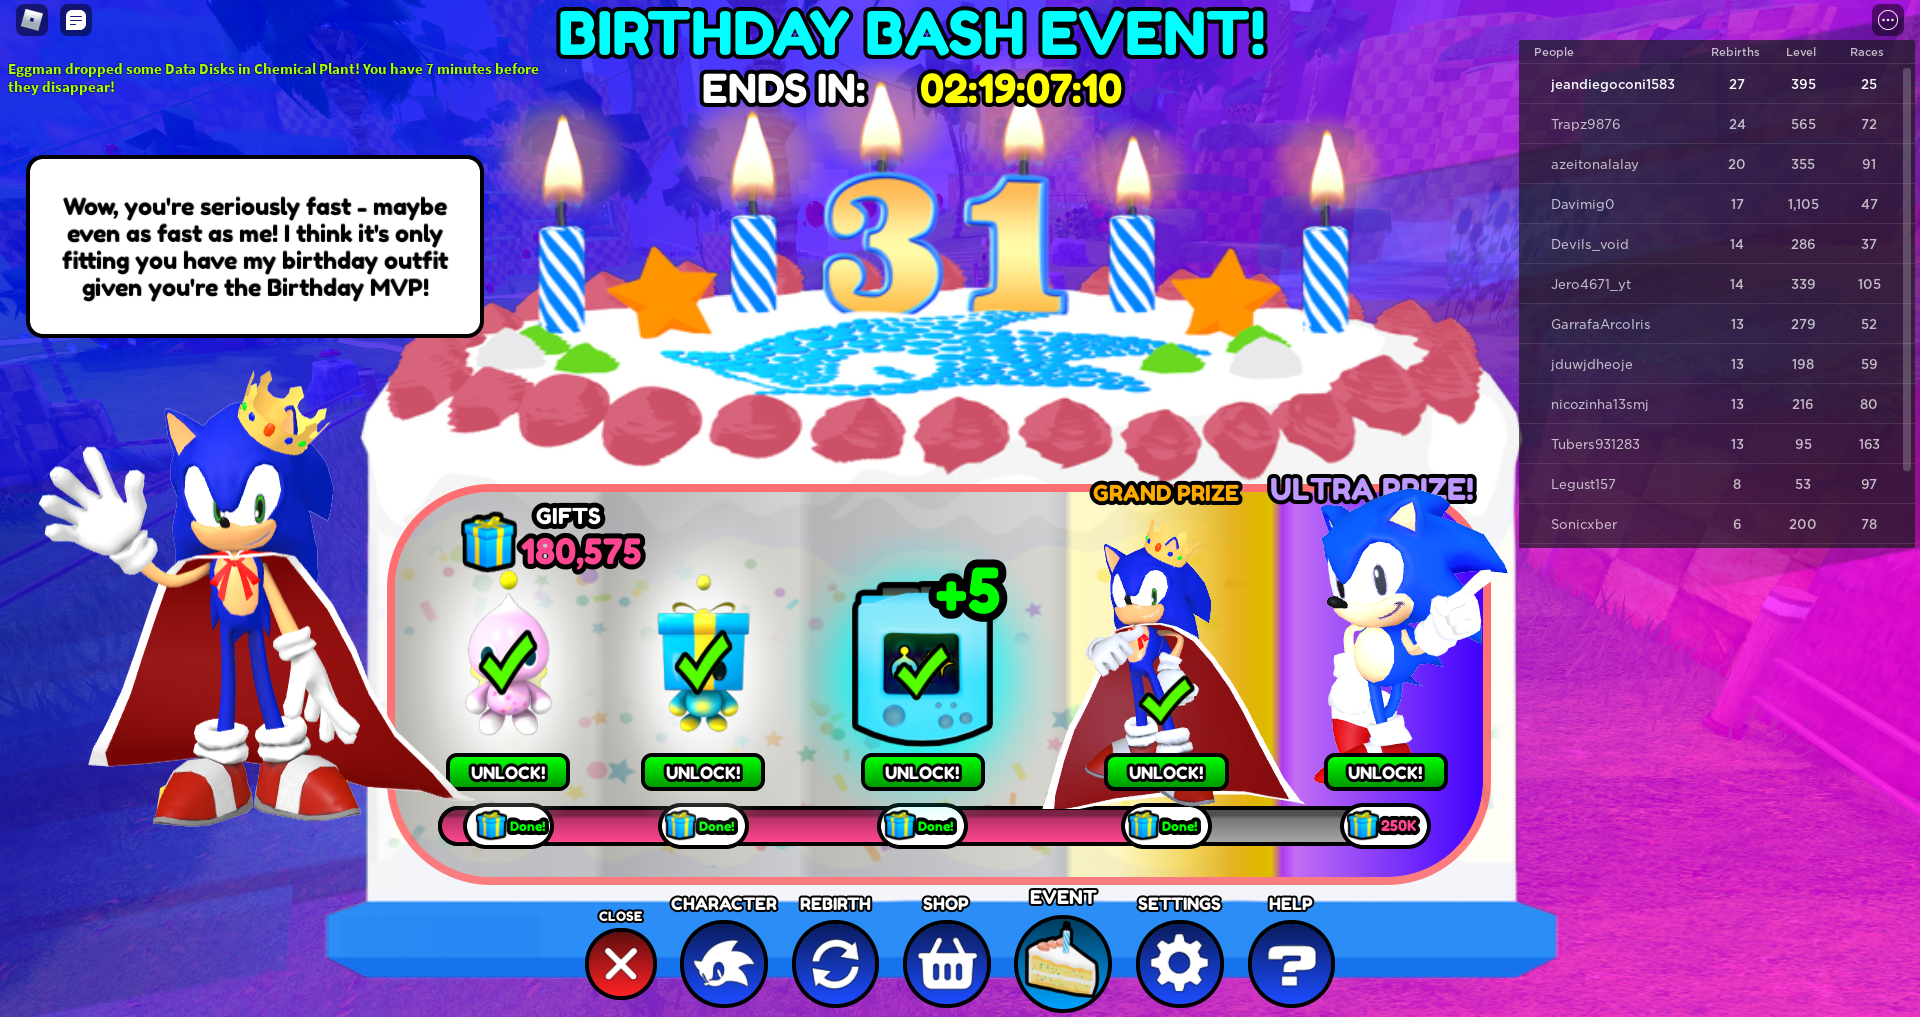 BIRTHDAY BASH EVENT!
ENDS IN: 02:19:07:10
Eggman dropped some Data Disks in Chemical Plant! You have 7 minutes before
they disappear!
Wow, you're seriously fast - maybe
even as fast as me! I think it's only
fitting you have my birthday outfit
given you're the Birthday MVP!
31
People Rebirths Level Races
jeandiegoconi1583 27 395 25
Trapz9876 24 565 72
azeitonalalay 20 355 91
Davimig0 17 1,105 47
Devils_void 14 286 37
Jero4671_yt 14 339 105
GarrafaArcoIris 13 279 52
jduwjdheoje 13 198 59
nicozinha13smj 13 216 80
Tubers931283 13 95 163
Legust157 8 53 97
Sonicxber 6 200 78
GRAND PRIZE
ULTRA PRIZE!
GIFTS
180,575
+5
UNLOCK! UNLOCK! UNLOCK! UNLOCK! UNLOCK!
Done! Done! Done! Done! 250K
CLOSE CHARACTER REBIRTH SHOP EVENT SETTINGS HELP